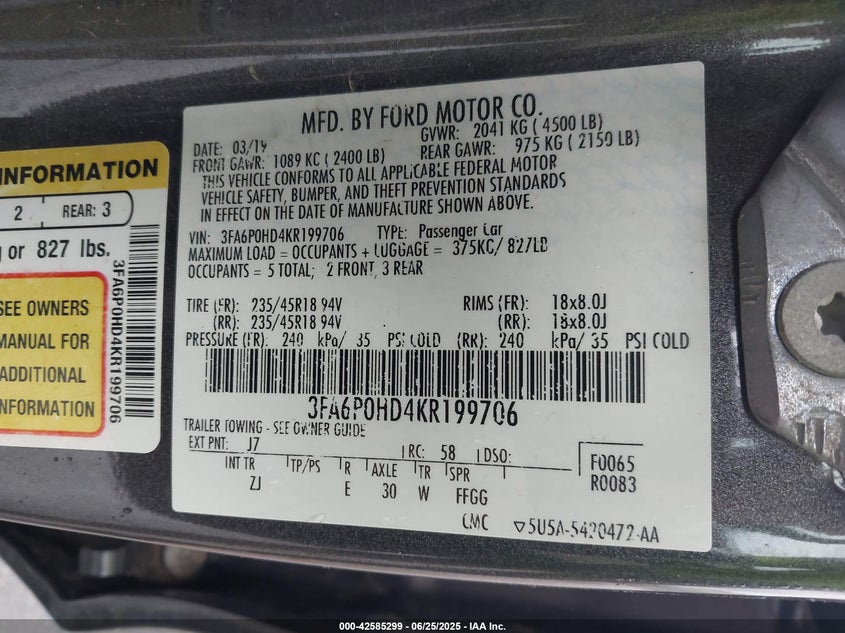 INFORMATION
2 REAR: 3
or 827 lbs.
SEE OWNERS
MANUAL FOR
ADDITIONAL
INFORMATION
3FA6P0HD4KR199706
MFD. BY FORD MOTOR CO.
DATE: 03/19 GVWR: 2041 KG ( 4500 LB)
FRONT GAWR: 1089 KG ( 2400 LB) REAR GAWR: 975 KG ( 2150 LB)
THIS VEHICLE CONFORMS TO ALL APPLICABLE FEDERAL MOTOR
VEHICLE SAFETY, BUMPER, AND THEFT PREVENTION STANDARDS
IN EFFECT ON THE DATE OF MANUFACTURE SHOWN ABOVE.
VIN: 3FA6P0HD4KR199706 TYPE: Passenger Car
MAXIMUM LOAD = OCCUPANTS + LUGGAGE = 375KG/ 827LB
OCCUPANTS = 5 TOTAL; 2 FRONT, 3 REAR
TIRE (FR): 235/45R18 94V RIMS (FR): 18x8.0J
(RR): 235/45R18 94V (RR): 18x8.0J
PRESSURE (FR): 240 kPa/ 35 PSI COLD (RR): 240 kPa/ 35 PSI COLD
3FA6P0HD4KR199706
TRAILER TOWING - SEE OWNER GUIDE
EXT PNT: J7 RC: 58 DSO: F0065
INT TR TP/PS R AXLE TR SPR R0083
ZJ E 30 W FFGG
CMC ▽5U5A-5420472-AA
000-42585299 - 06/25/2025 - IAA Inc.